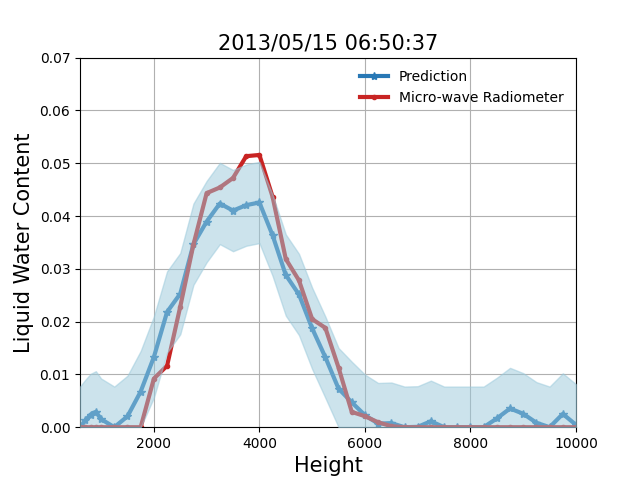 2013/05/15 06:50:37
Prediction
Micro-wave Radiometer
0.07
0.06
0.05
0.04
0.03
0.02
0.01
0.00
Liquid Water Content
2000 4000 6000 8000 10000
Height